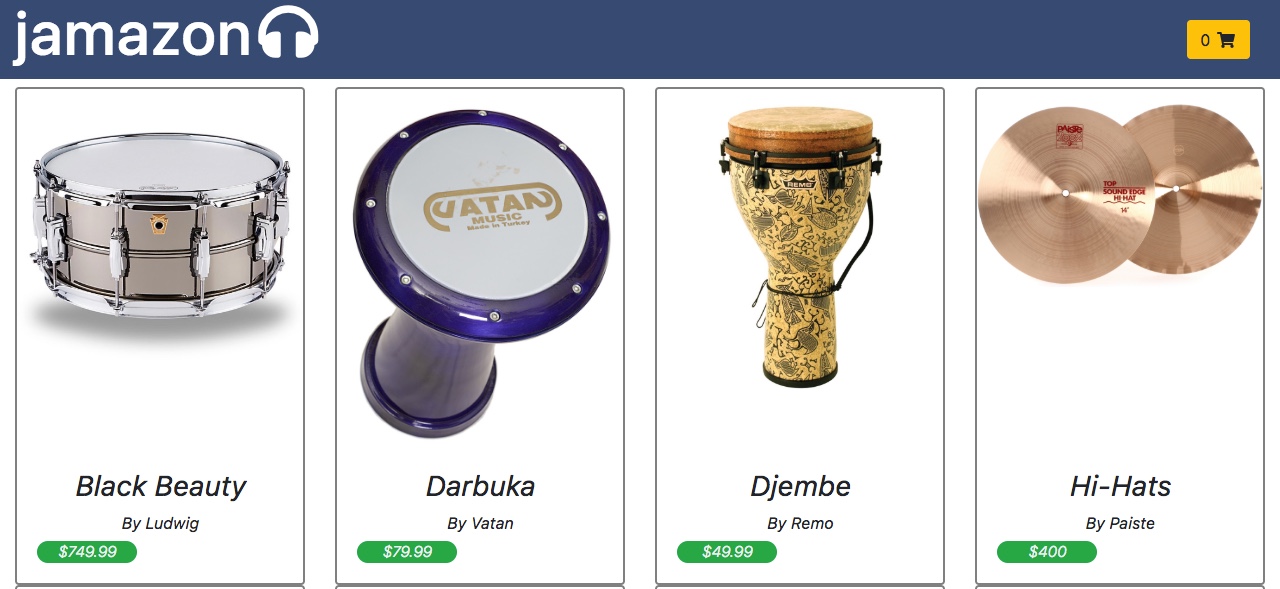 jamazon
0
VATAN
MUSIC
Made in Turkey
REMO
PAISTE
TOP
SOUND EDGE
HI-HAT
14"
Black Beauty
Darbuka
Djembe
Hi-Hats
By Ludwig
By Vatan
By Remo
By Paiste
$749.99
$79.99
$49.99
$400